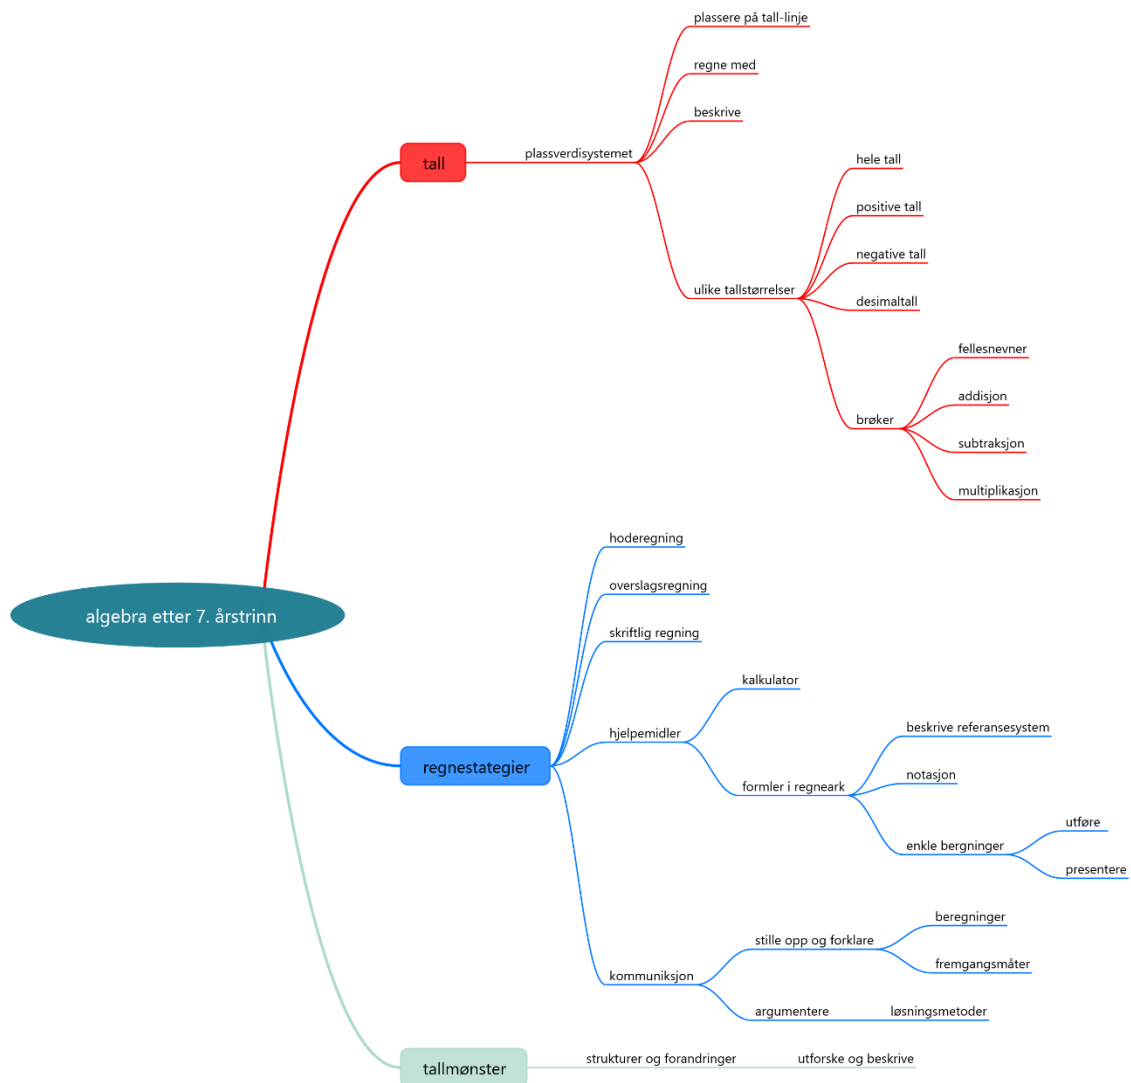 plassere på tall-linje
regne med
beskrive
tall
plassverdisystemet
hele tall
positive tall
negative tall
ulike tallstørrelser
desimaltall
fellesnevner
addisjon
brøker
subtraksjon
multiplikasjon
hoderegning
overslagsregning
algebra etter 7. årstrinn
skriftlig regning
kalkulator
hjelpemidler
beskrive referansesystem
regnestategier
notasjon
formler i regneark
utføre
enkle bergninger
presentere
beregninger
stille opp og forklare
fremgangsmåter
kommuniksjon
argumentere
løsningsmetoder
tallmønster
strukturer og forandringer
utforske og beskrive